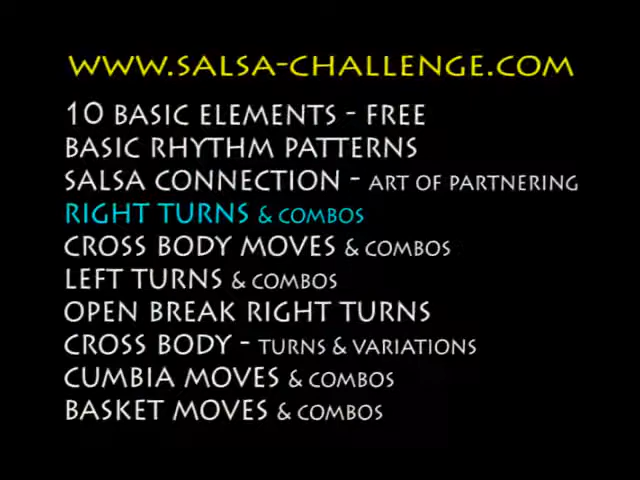 WWW.SALSA-CHALLENGE.COM
10 BASIC ELEMENTS - FREE
BASIC RHYTHM PATTERNS
SALSA CONNECTION - ART OF PARTNERING
RIGHT TURNS & COMBOS
CROSS BODY MOVES & COMBOS
LEFT TURNS & COMBOS
OPEN BREAK RIGHT TURNS
CROSS BODY - TURNS & VARIATIONS
CUMBIA MOVES & COMBOS
BASKET MOVES & COMBOS